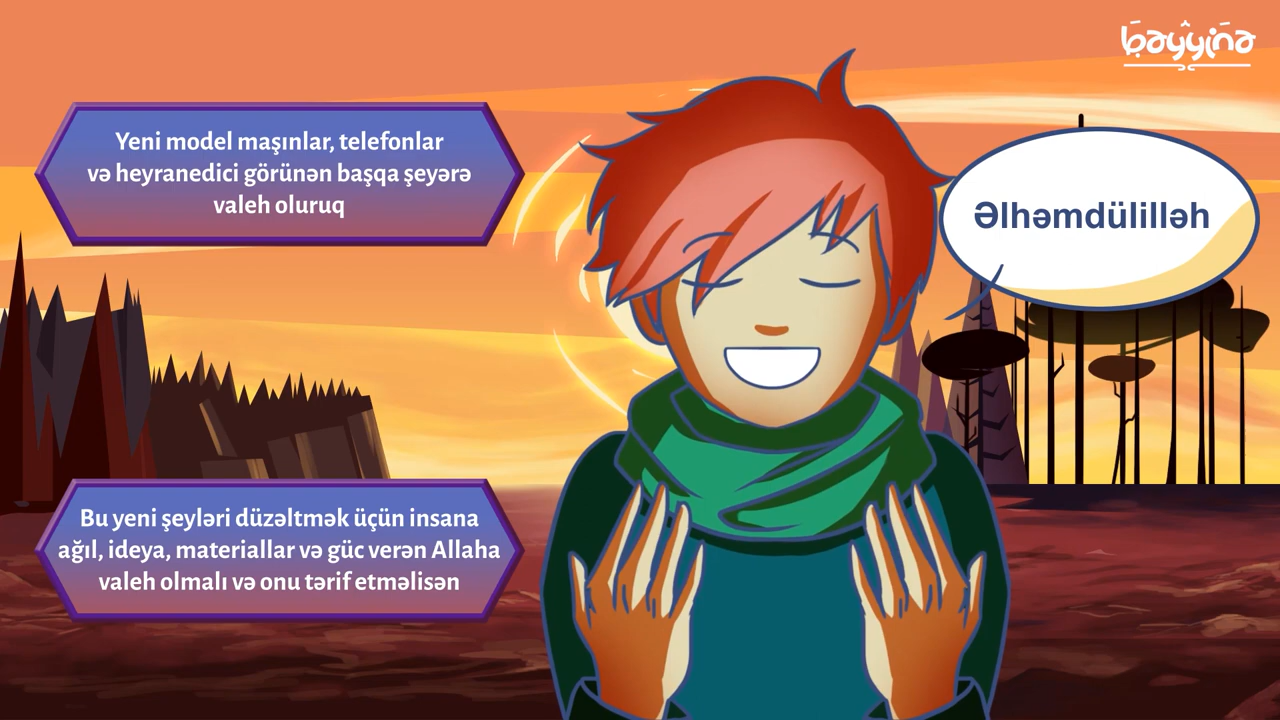 bayyinə
Yeni model maşınlar, telefonlar
və heyranedici görünən başqa şeyərə
valeh oluruq
Əlhəmdülilləh
Bu yeni şeyləri düzəltmək üçün insana
ağıl, ideya, materiallar və güc verən Allaha
valeh olmalı və onu tərif etməlisən